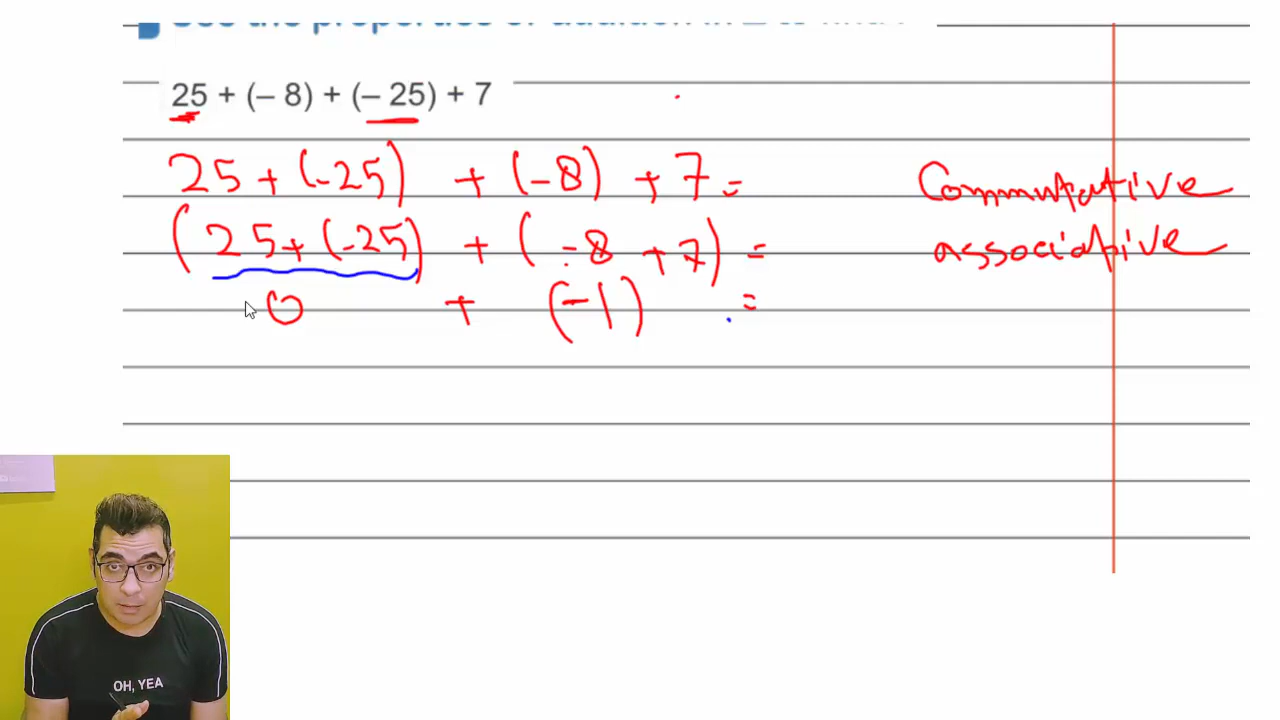 25 + (– 8) + (– 25) + 7
25 + (-25) + (-8) + 7 =
Commutative
(25 + (-25) + (-8 + 7) =
associative
0 + (-1) =
OH, YEA